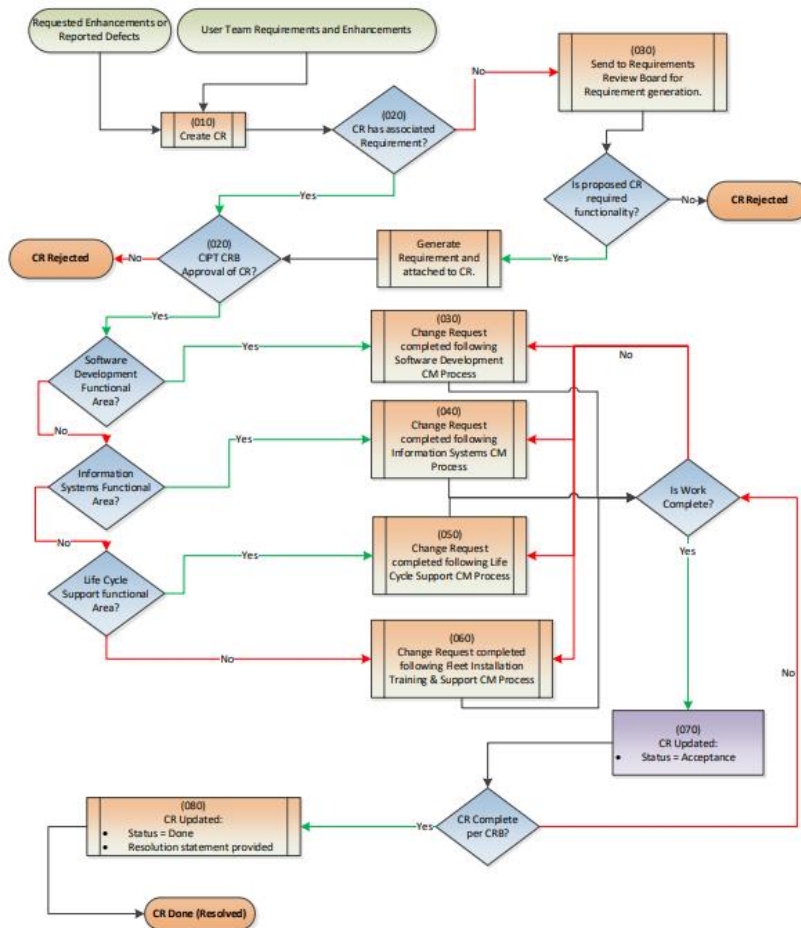 Requested Enhancements or
Reported Defects
User Team Requirements and Enhancements
(010)
Create CR
(020)
CR has associated
Requirement?
No
(030)
Send to Requirements
Review Board for
Requirement generation.
Yes
Is proposed CR
required
functionality?
No
CR Rejected
Yes
Generate
Requirement and
attached to CR.
(020)
CIPT CRB
Approval of CR?
No
CR Rejected
Yes
Software
Development
Functional
Area?
Yes
(030)
Change Request
completed following
Software Development
CM Process
No
No
Information
Systems Functional
Area?
Yes
(040)
Change Request
completed following
Information Systems CM
Process
Is Work
Complete?
No
Life Cycle
Support functional
Area?
Yes
(050)
Change Request
completed following Life
Cycle Support CM Process
Yes
No
(060)
Change Request completed
following Fleet Installation
Training & Support CM Process
No
(070)
CR Updated:
• Status = Acceptance
CR Complete
per CRB?
Yes
(080)
CR Updated:
• Status = Done
• Resolution statement provided
CR Done (Resolved)